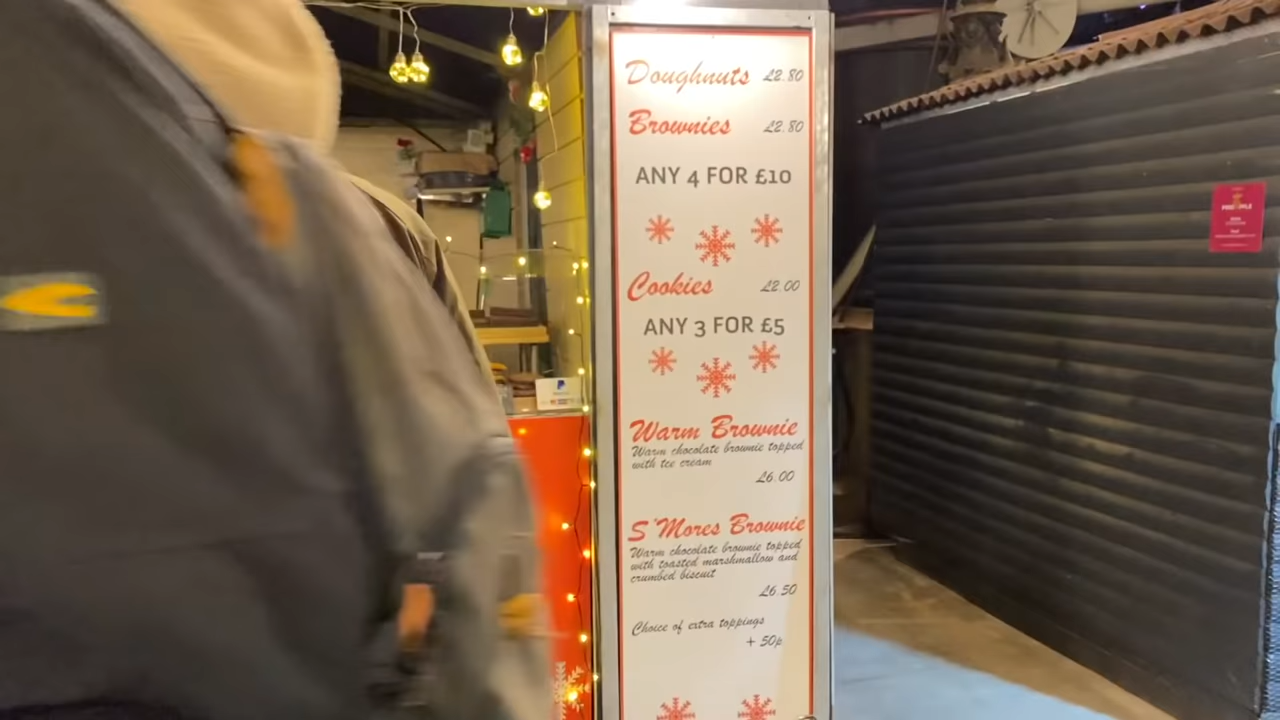 Doughnuts £2.80
Brownies £2.80
ANY 4 FOR £10
Cookies £2.00
ANY 3 FOR £5
Warm Brownie
Warm chocolate brownie topped
with ice cream
£6.00
S'Mores Brownie
Warm chocolate brownie topped
with toasted marshmallow and
crumbed biscuit
£6.50
Choice of extra toppings
+ 50p